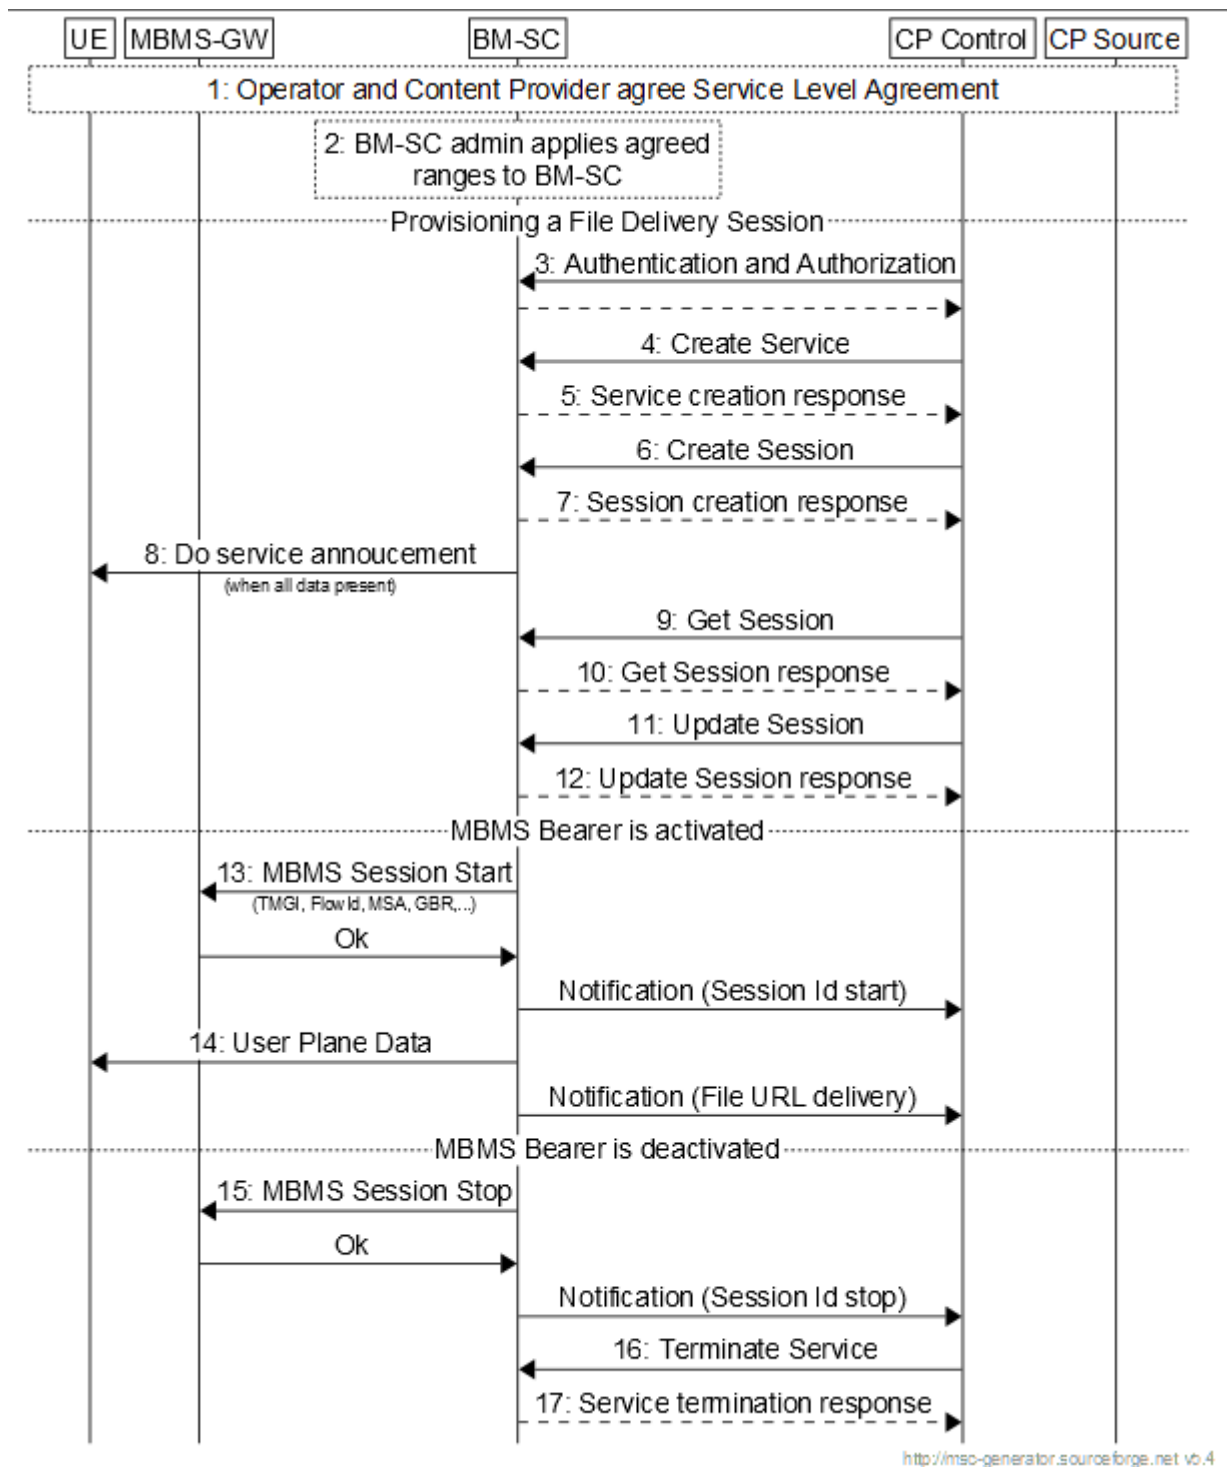 UE MBMS-GW BM-SC CP Control CP Source
1: Operator and Content Provider agree Service Level Agreement
2: BM-SC admin applies agreed
ranges to BM-SC
Provisioning a File Delivery Session
3: Authentication and Authorization
4: Create Service
5: Service creation response
6: Create Session
7: Session creation response
8: Do service annoucement
(when all data present)
9: Get Session
10: Get Session response
11: Update Session
12: Update Session response
MBMS Bearer is activated
13: MBMS Session Start
(TMGI, FlowId, MSA, GBR,...)
Ok
Notification (Session Id start)
14: User Plane Data
Notification (File URL delivery)
MBMS Bearer is deactivated
15: MBMS Session Stop
Ok
Notification (Session Id stop)
16: Terminate Service
17: Service termination response
http://msc-generator.sourceforge.net v5.4